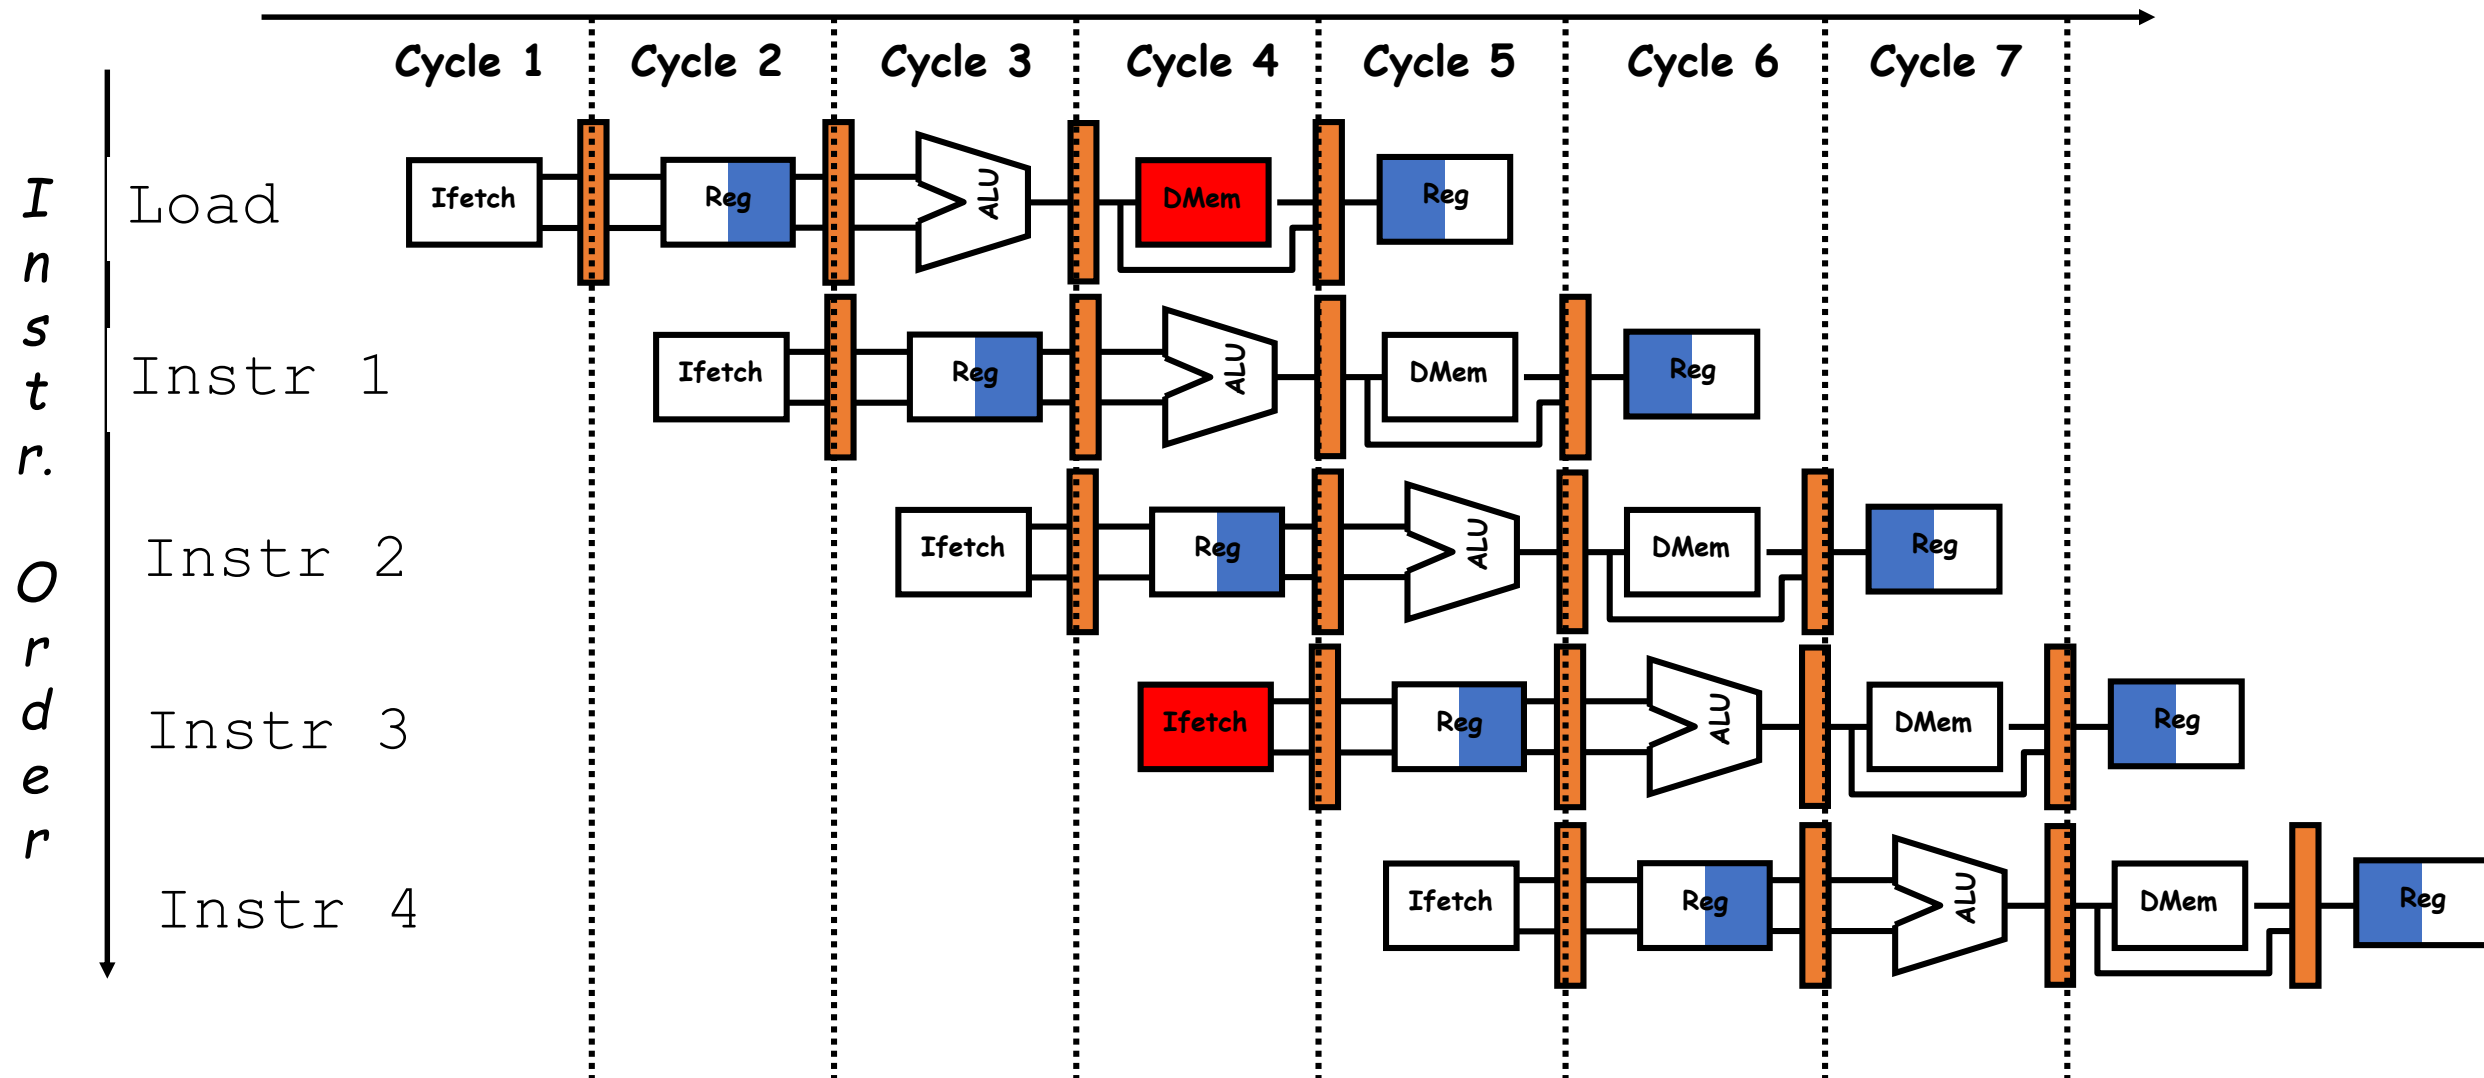 Cycle 1 Cycle 2 Cycle 3 Cycle 4 Cycle 5 Cycle 6 Cycle 7
Instr. Order
Load Ifetch Reg ALU DMem Reg
Instr 1 Ifetch Reg ALU DMem Reg
Instr 2 Ifetch Reg ALU DMem Reg
Instr 3 Ifetch Reg ALU DMem Reg
Instr 4 Ifetch Reg ALU DMem Reg